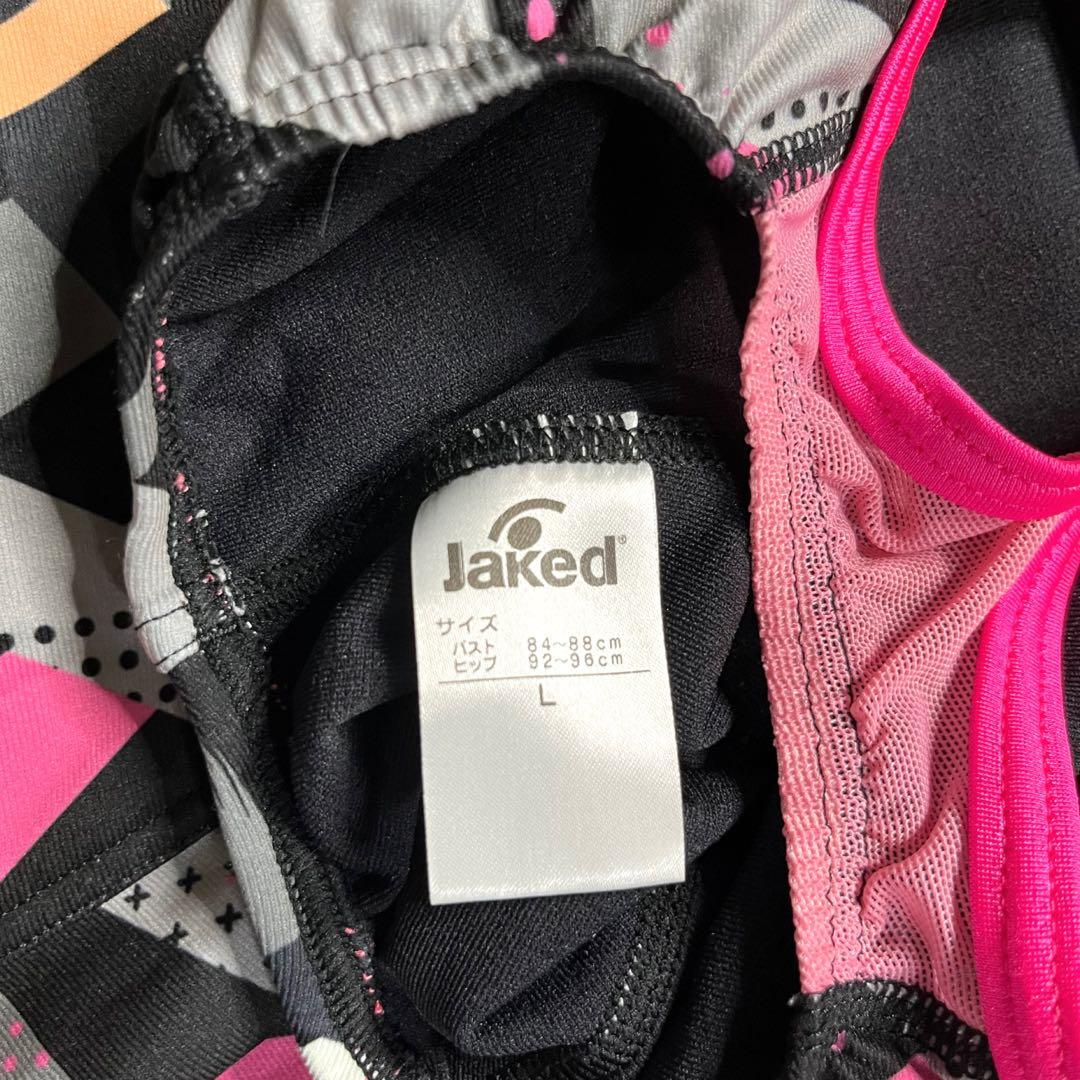 Jaked®
サイズ
バスト 84～88cm
ヒップ 92～96cm
L